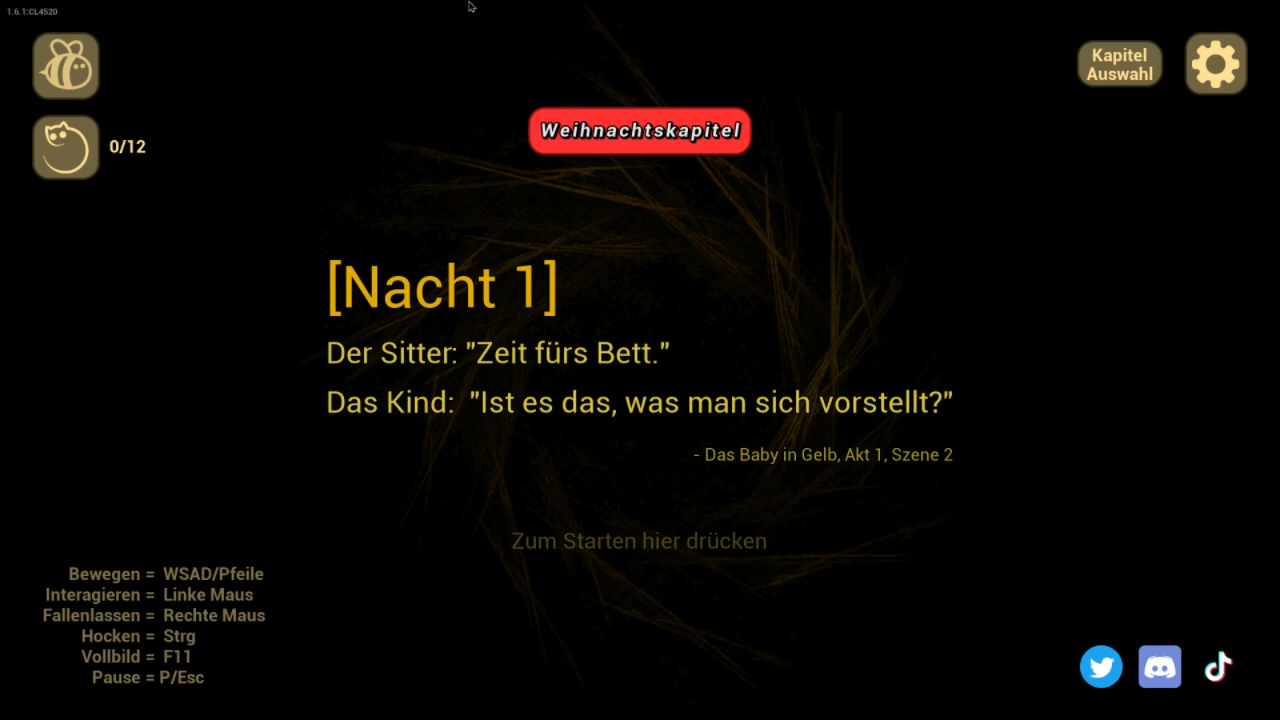 1.6.1:CL4520
Kapitel
Auswahl
Weihnachtskapitel
0/12
[Nacht 1]
Der Sitter: "Zeit fürs Bett."
Das Kind:  "Ist es das, was man sich vorstellt?"
- Das Baby in Gelb, Akt 1, Szene 2
Zum Starten hier drücken
Bewegen = WSAD/Pfeile
Interagieren = Linke Maus
Fallenlassen = Rechte Maus
Hocken = Strg
Vollbild = F11
Pause = P/Esc